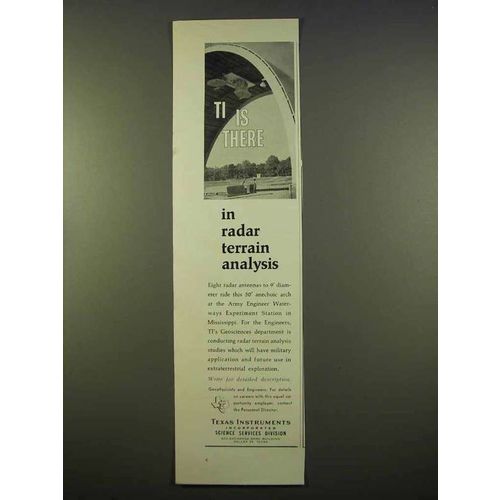 TI
IS
THERE
in
radar
terrain
analysis
Eight radar antennas to 9' diam-
eter ride this 50' anechoic arch
at the Army Engineer Water-
ways Experiment Station in
Mississippi. For the Engineers,
TI's Geosciences department is
conducting radar terrain analysis
studies which will have military
application and future use in
extraterrestrial exploration.
Write for detailed description.
Geophysicists and Engineers: For details
on careers with this equal op-
portunity employer, contact
the Personnel Director.
TEXAS INSTRUMENTS
INCORPORATED
SCIENCE SERVICES DIVISION
DALLAS 22, TEXAS